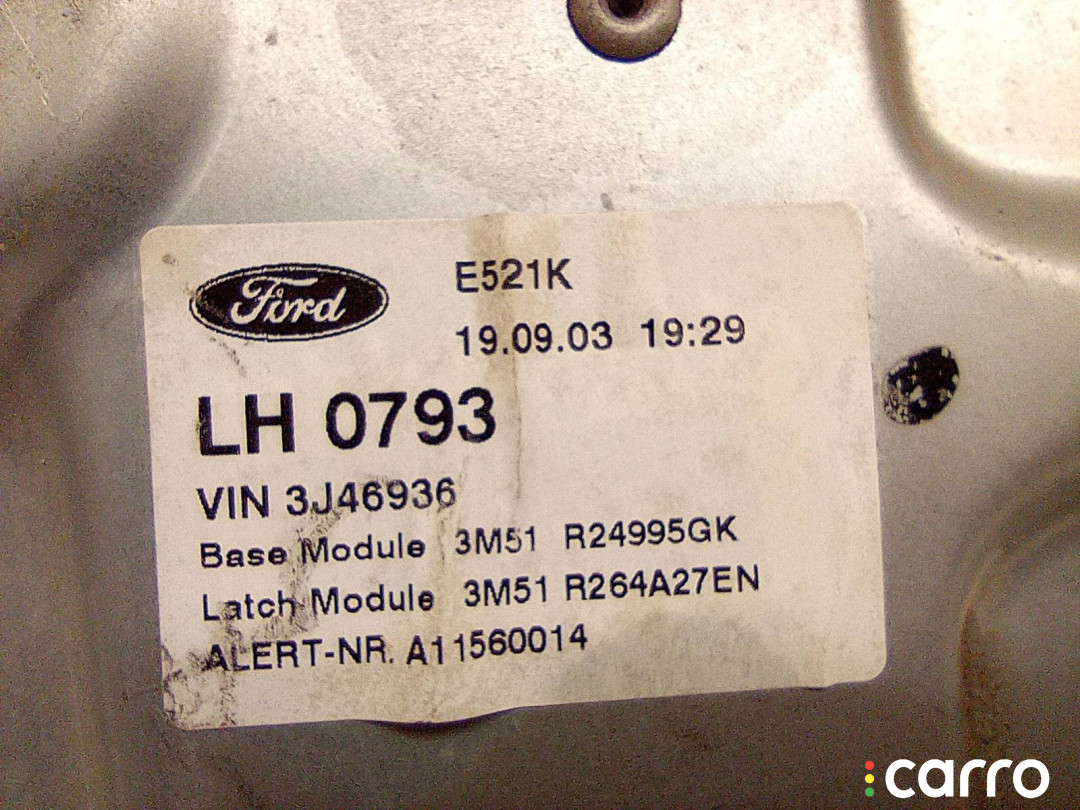 Ford
E521K
19.09.03 19:29
LH 0793
VIN 3J46936
Base Module 3M51 R24995GK
Latch Module 3M51 R264A27EN
ALERT-NR. A11560014
carro